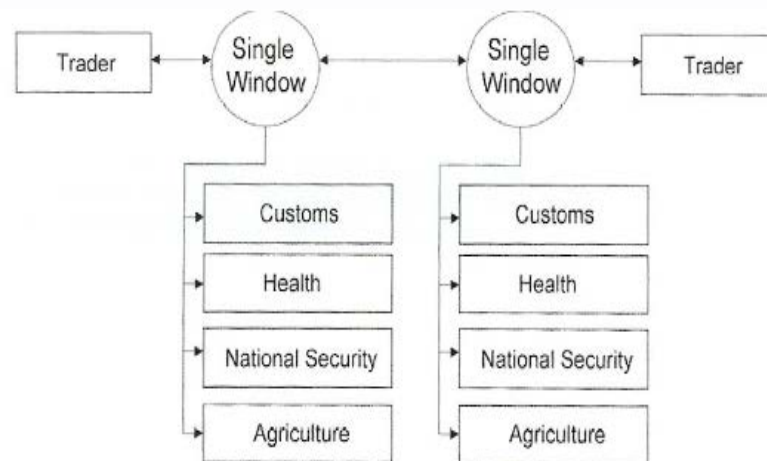 Trader
Single
Window
Single
Window
Trader
Customs
Health
National Security
Agriculture
Customs
Health
National Security
Agriculture